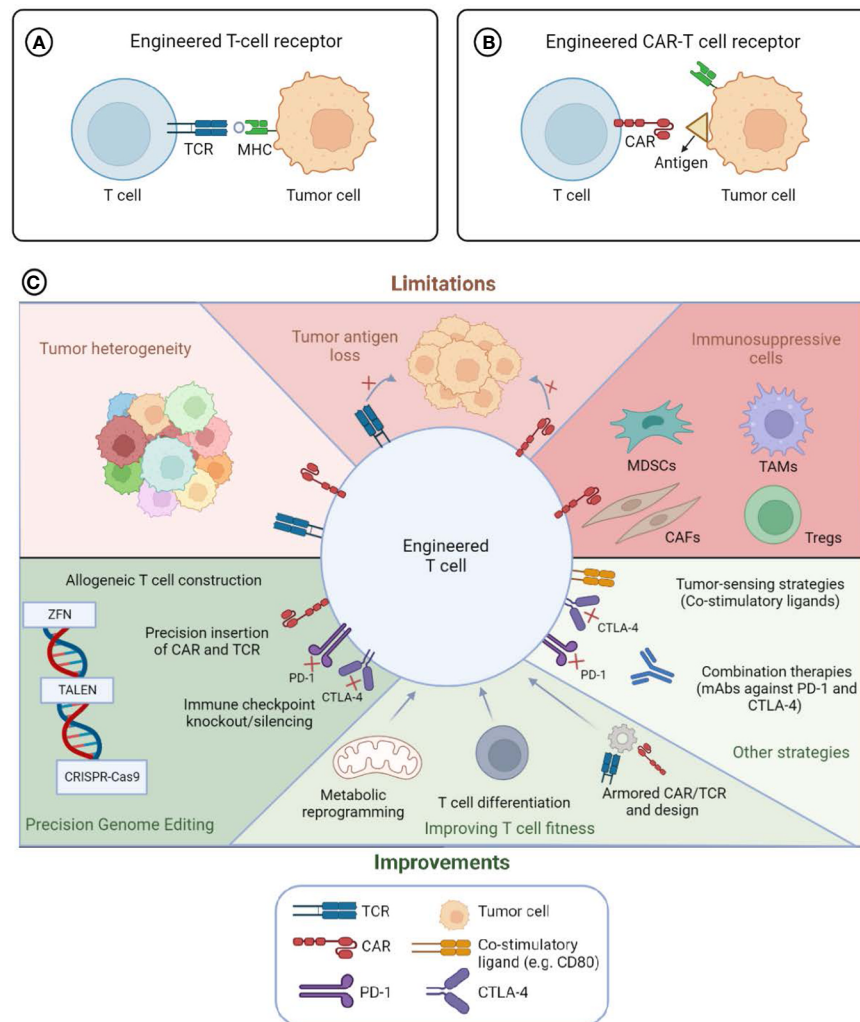 A
Engineered T-cell receptor
TCR
MHC
T cell
Tumor cell
B
Engineered CAR-T cell receptor
CAR
Antigen
T cell
Tumor cell
C
Limitations
Tumor heterogeneity
Tumor antigen
loss
Immunosuppressive
cells
MDSCs
TAMs
CAFs
Tregs
Engineered
T cell
Allogeneic T cell construction
ZFN
TALEN
CRISPR-Cas9
Precision insertion
of CAR and TCR
PD-1
CTLA-4
Immune checkpoint
knockout/silencing
Precision Genome Editing
Metabolic
reprogramming
T cell differentiation
Armored CAR/TCR
and design
Improving T cell fitness
CTLA-4
PD-1
Tumor-sensing strategies
(Co-stimulatory ligands)
Combination therapies
(mAbs against PD-1 and
CTLA-4)
Other strategies
Improvements
TCR
Tumor cell
CAR
Co-stimulatory
ligand (e.g. CD80)
PD-1
CTLA-4